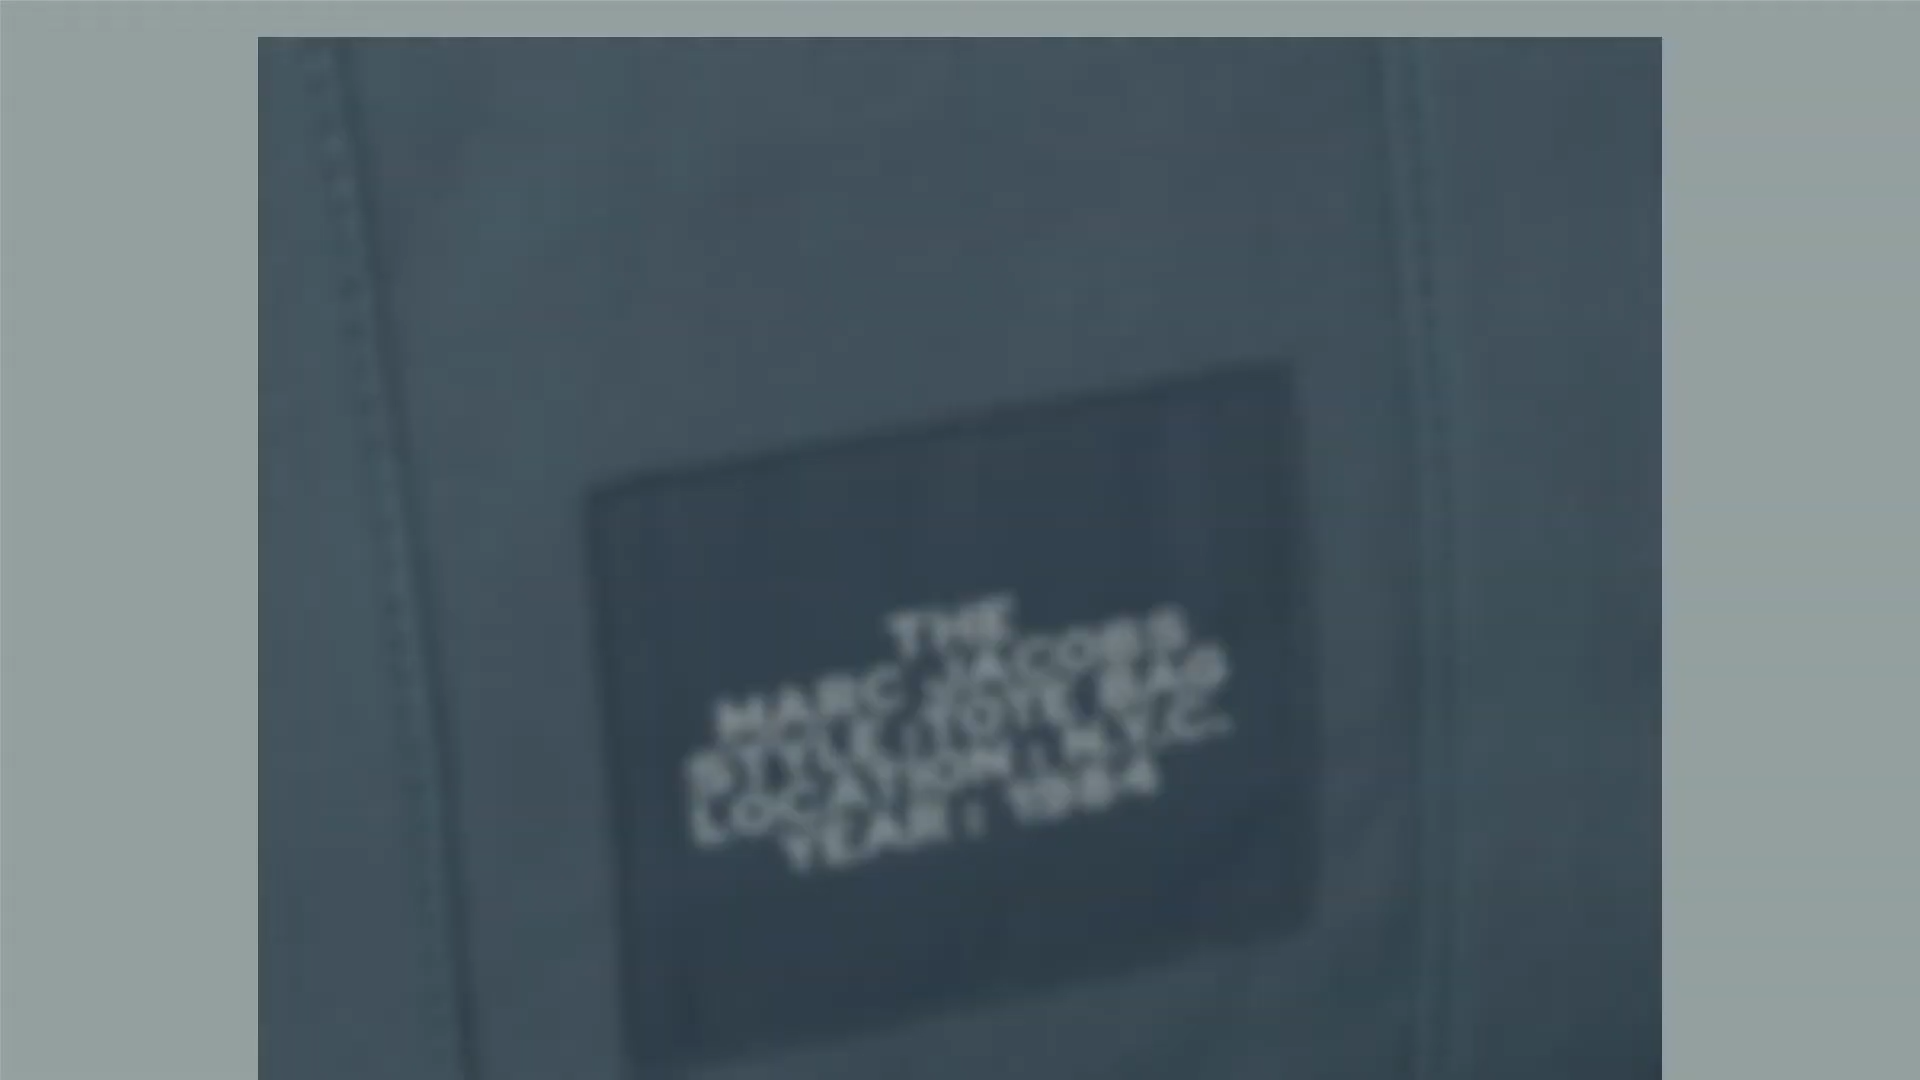 THE
MARC JACOBS
STYLE : TOTE BAG
LOCATION : N.Y.C.
YEAR : 1984